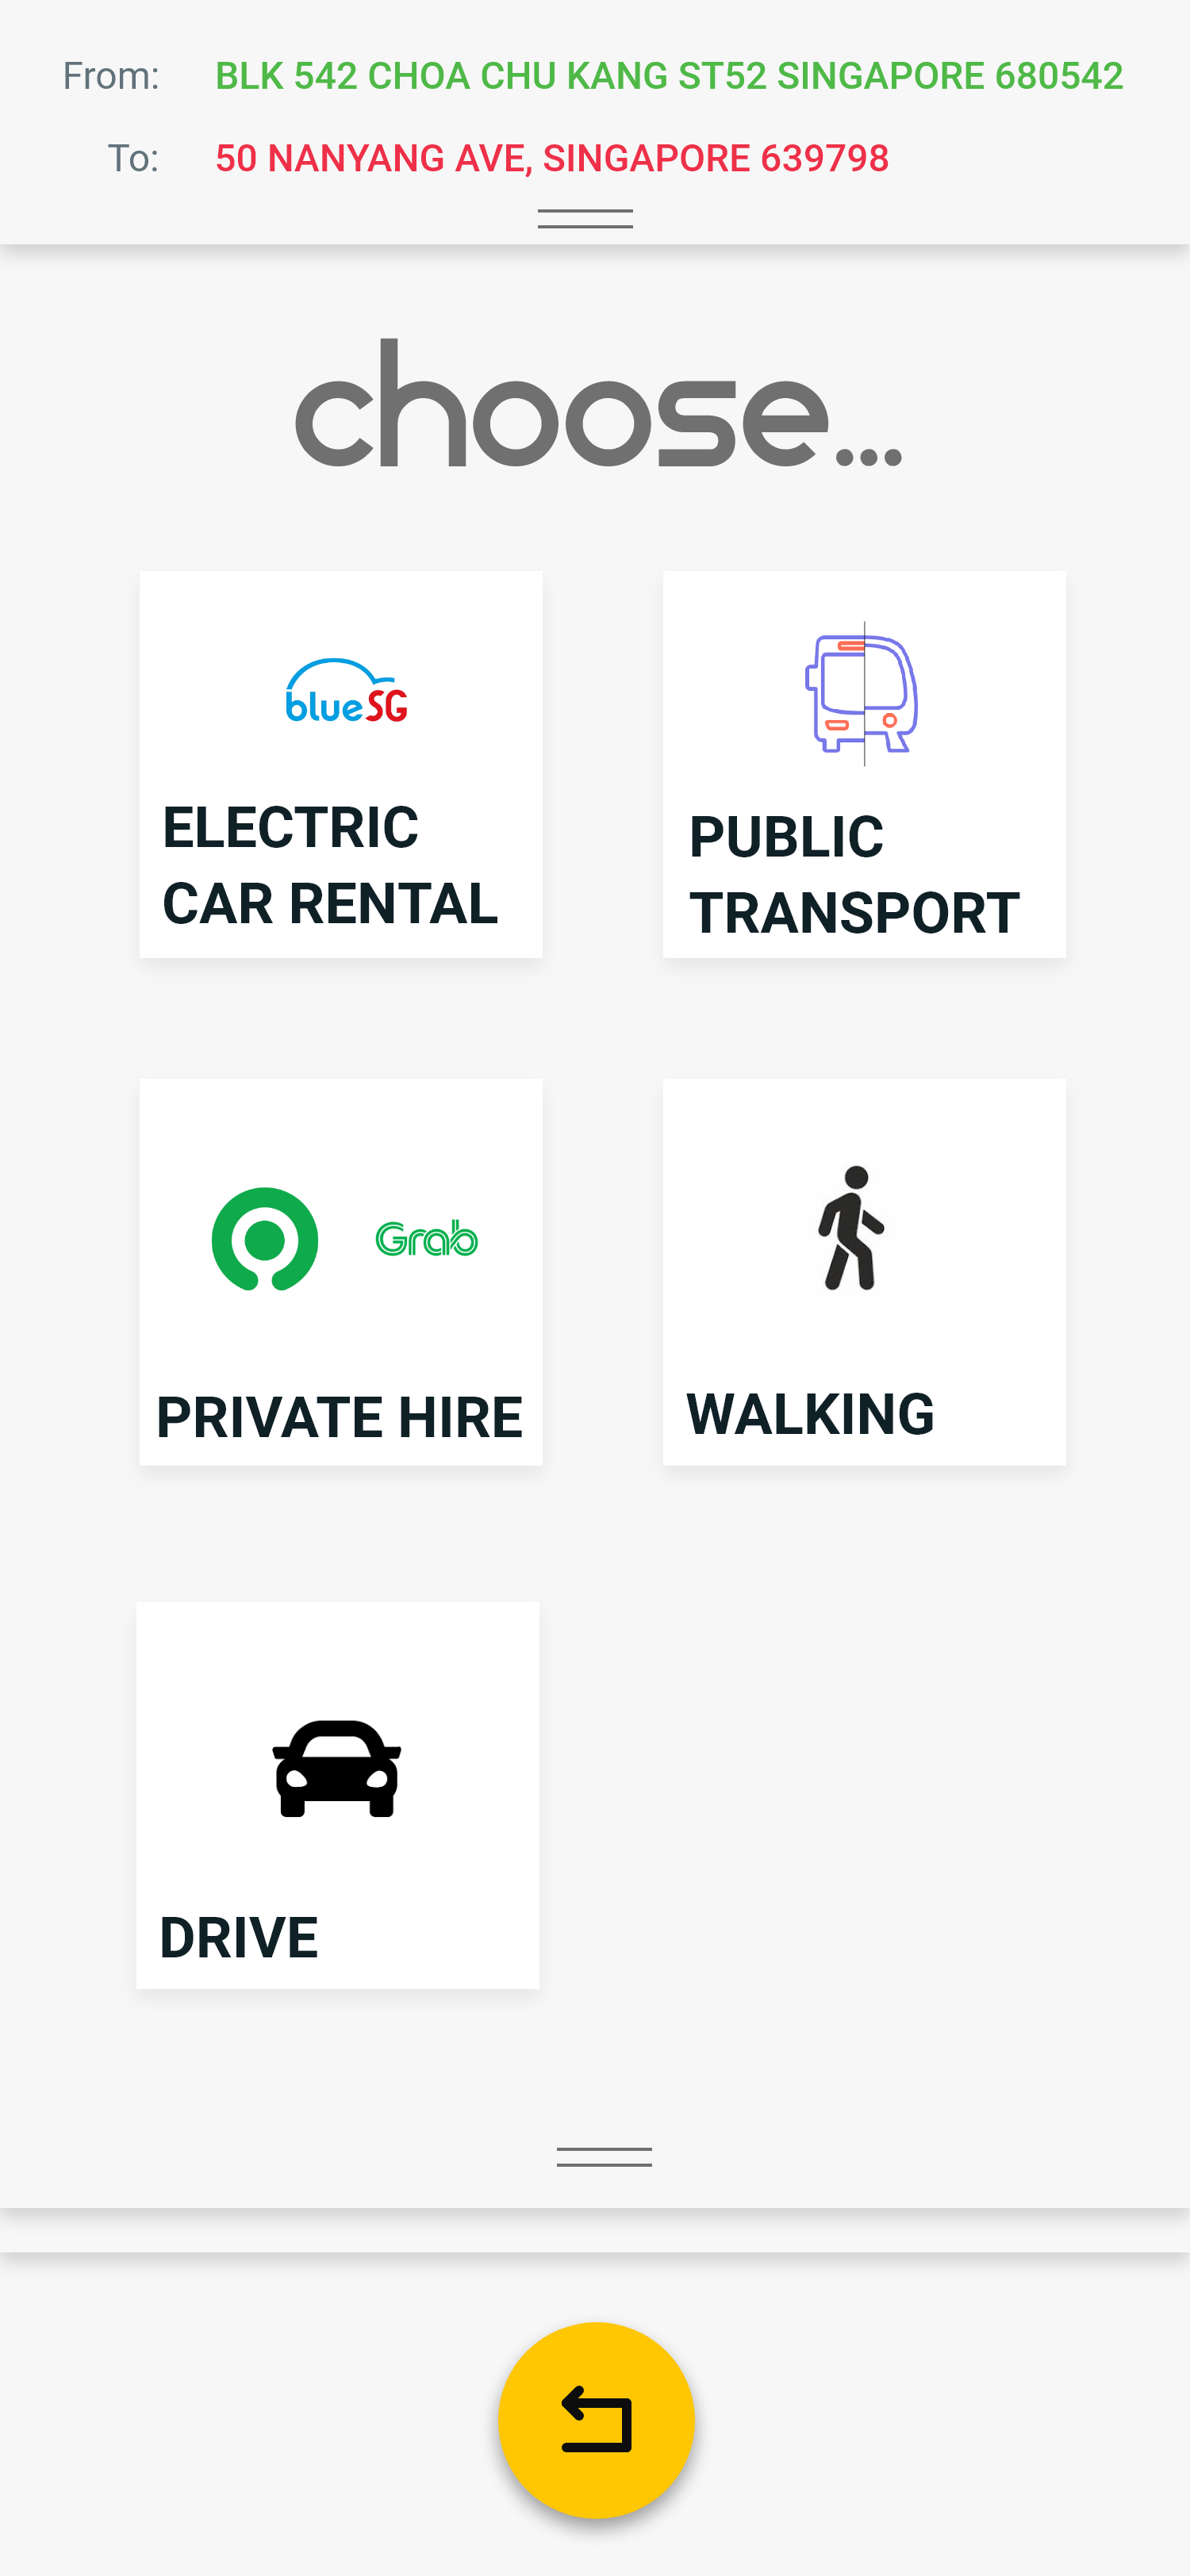 From: BLK 542 CHOA CHU KANG ST52 SINGAPORE 680542
To: 50 NANYANG AVE, SINGAPORE 639798
choose...
blueSG
ELECTRIC
CAR RENTAL
PUBLIC
TRANSPORT
Grab
PRIVATE HIRE
WALKING
DRIVE